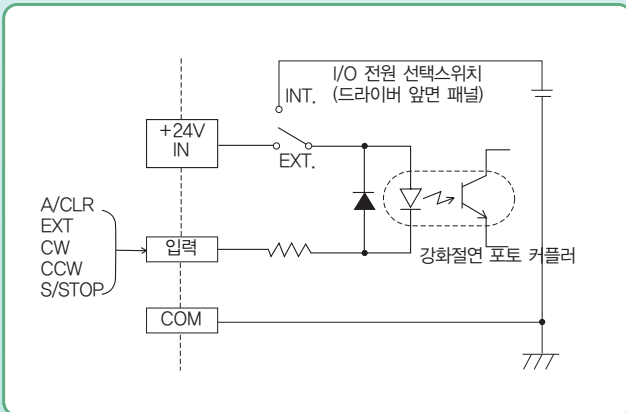 I/O 전원 선택스위치
(드라이버 앞면 패널)
INT.
+24V
IN
EXT.
A/CLR
EXT
CW
CCW
S/STOP
입력
강화절연 포토 커플러
COM